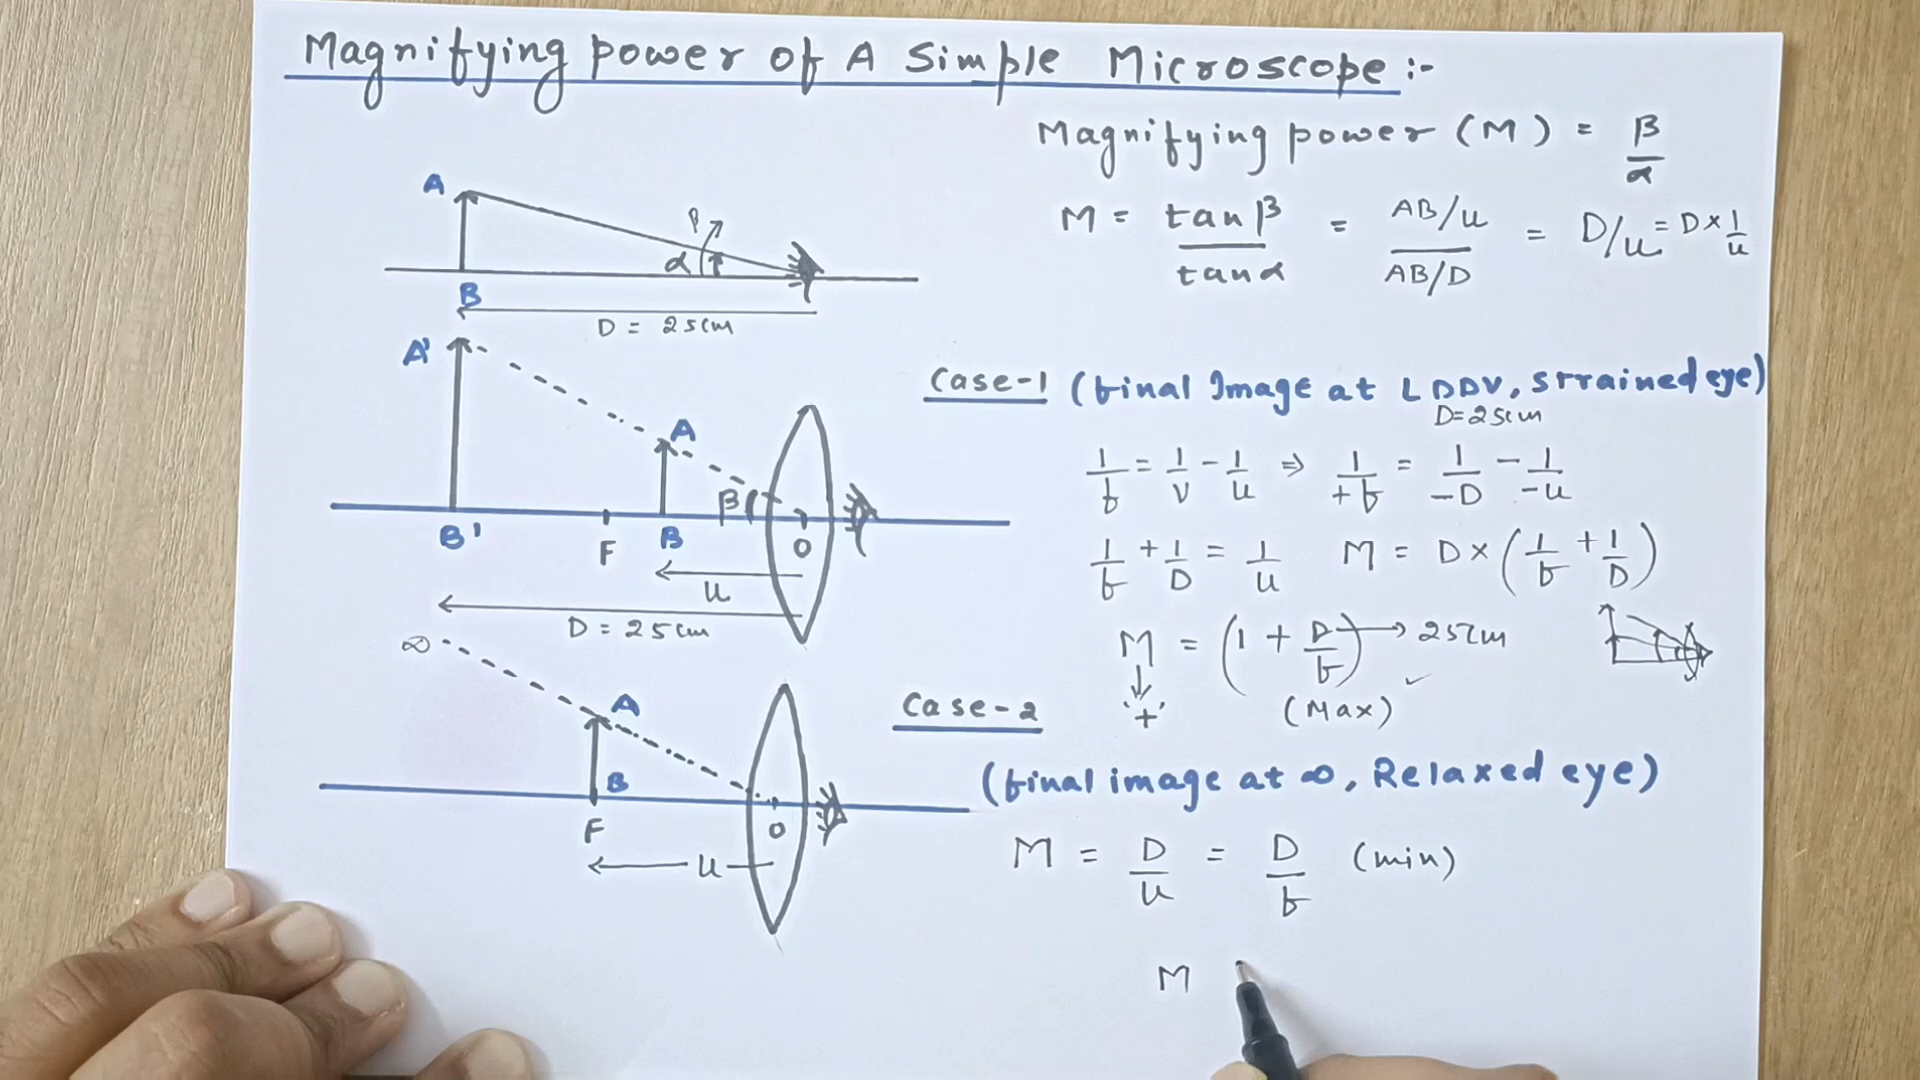 Magnifying power of A Simple Microscope :-
Magnifying power (M) = β/α
M = tanβ/tanα = (AB/u)/(AB/D) = D/u = D × 1/u
A
β
α
B
D = 25cm
A'
A
β
B'
F
B
O
u
D = 25cm
Case-1 (final Image at LDDV, Strained eye)
D=25cm
1/f = 1/v - 1/u ⇒ 1/+f = 1/-D - 1/-u
1/f + 1/D = 1/u M = D × (1/f + 1/D)
M = (1 + D/f) → 25cm
↓
'+' (Max) ✓
∞
A
B
F
O
u
Case-2
(final image at ∞, Relaxed eye)
M = D/u = D/f (min)
M